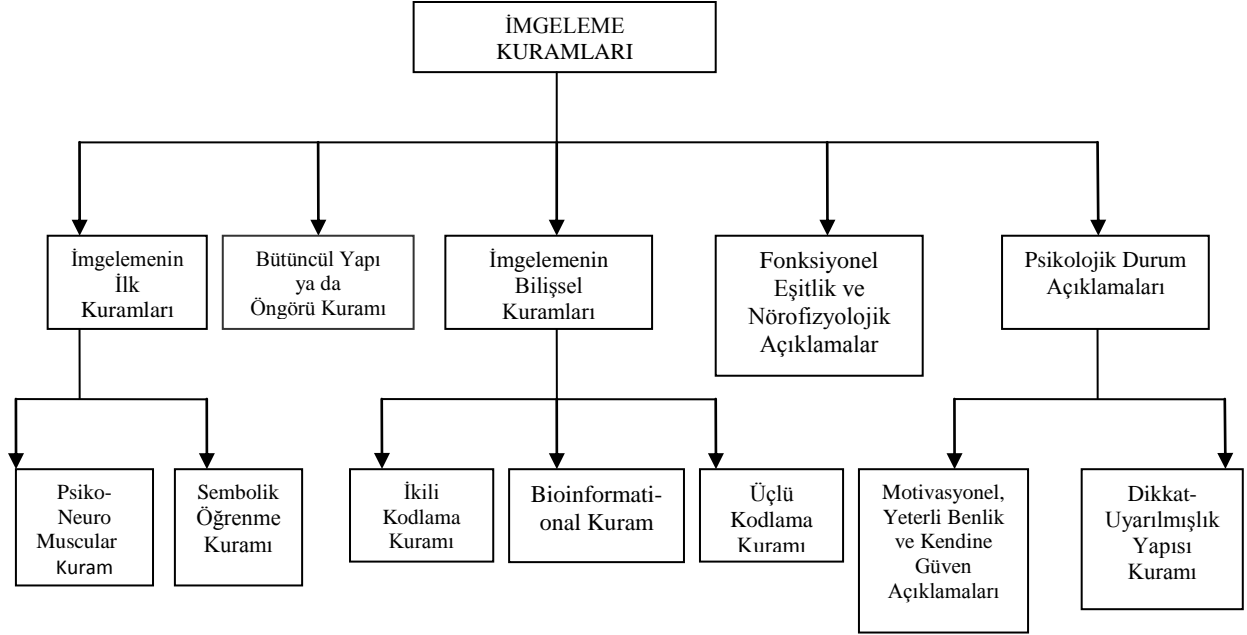 İMGELEME
KURAMLARI
İmgelemenin
İlk
Kuramları
Bütüncül Yapı
ya da
Öngörü Kuramı
İmgelemenin
Bilişsel
Kuramları
Fonksiyonel
Eşitlik ve
Nörofizyolojik
Açıklamalar
Psikolojik Durum
Açıklamaları
Psiko-
Neuro
Muscular
Kuram
Sembolik
Öğrenme
Kuramı
İkili
Kodlama
Kuramı
Bioinformati-
onal Kuram
Üçlü
Kodlama
Kuramı
Motivasyonel,
Yeterli Benlik
ve Kendine
Güven
Açıklamaları
Dikkat-
Uyarılmışlık
Yapısı
Kuramı